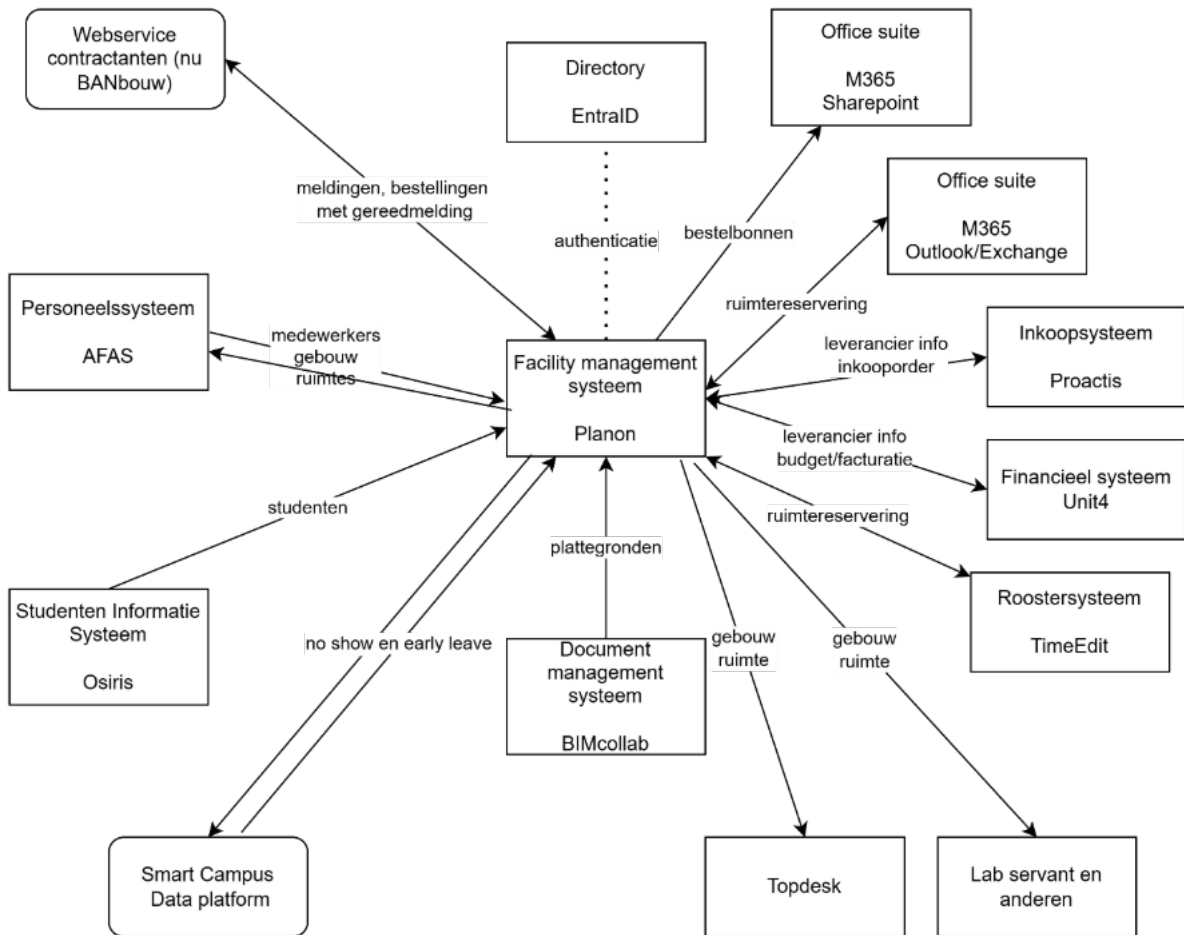 Webservice
contractanten (nu
BANbouw)
Directory
EntraID
Office suite
M365
Sharepoint
Office suite
M365
Outlook/Exchange
meldingen, bestellingen
met gereedmelding
authenticatie
bestelbonnen
ruimtereservering
Personeelssysteem
AFAS
medewerkers
gebouw
ruimtes
Facility management
systeem
Planon
leverancier info
inkooporder
Inkoopsysteem
Proactis
leverancier info
budget/facturatie
Financieel systeem
Unit4
studenten
plattegronden
ruimtereservering
Roostersysteem
TimeEdit
Studenten Informatie
Systeem
Osiris
no show en early leave
Document
management
systeem
BIMcollab
gebouw
ruimte
gebouw
ruimte
Smart Campus
Data platform
Topdesk
Lab servant en
anderen